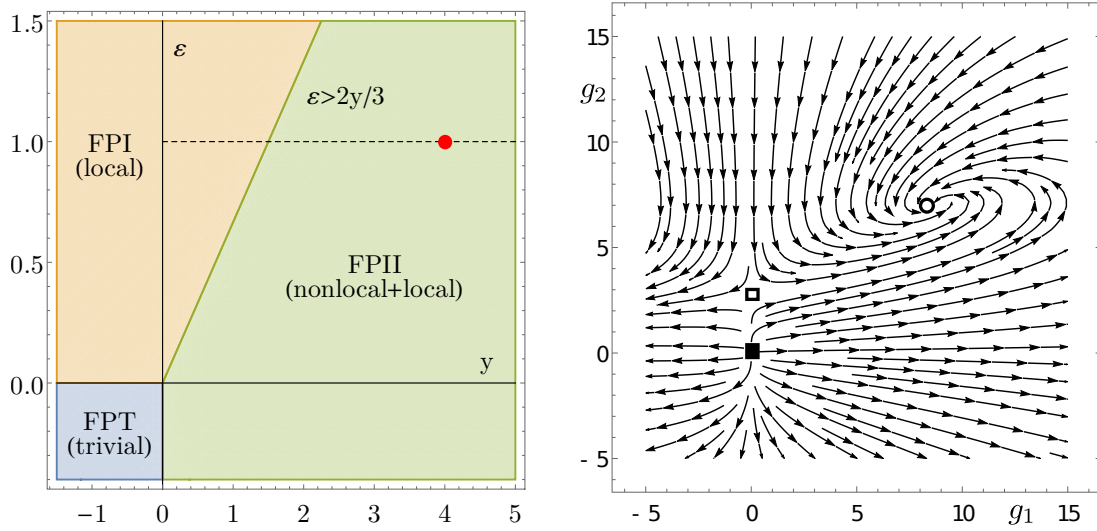 1.5
1.0
0.5
0.0
−1
0
1
2
3
4
5
ε
ε>2y/3
FPI
(local)
FPII
(nonlocal+local)
y
FPT
(trivial)
g2
15
10
5
0
- 5
- 5
0
5
10
g1
15